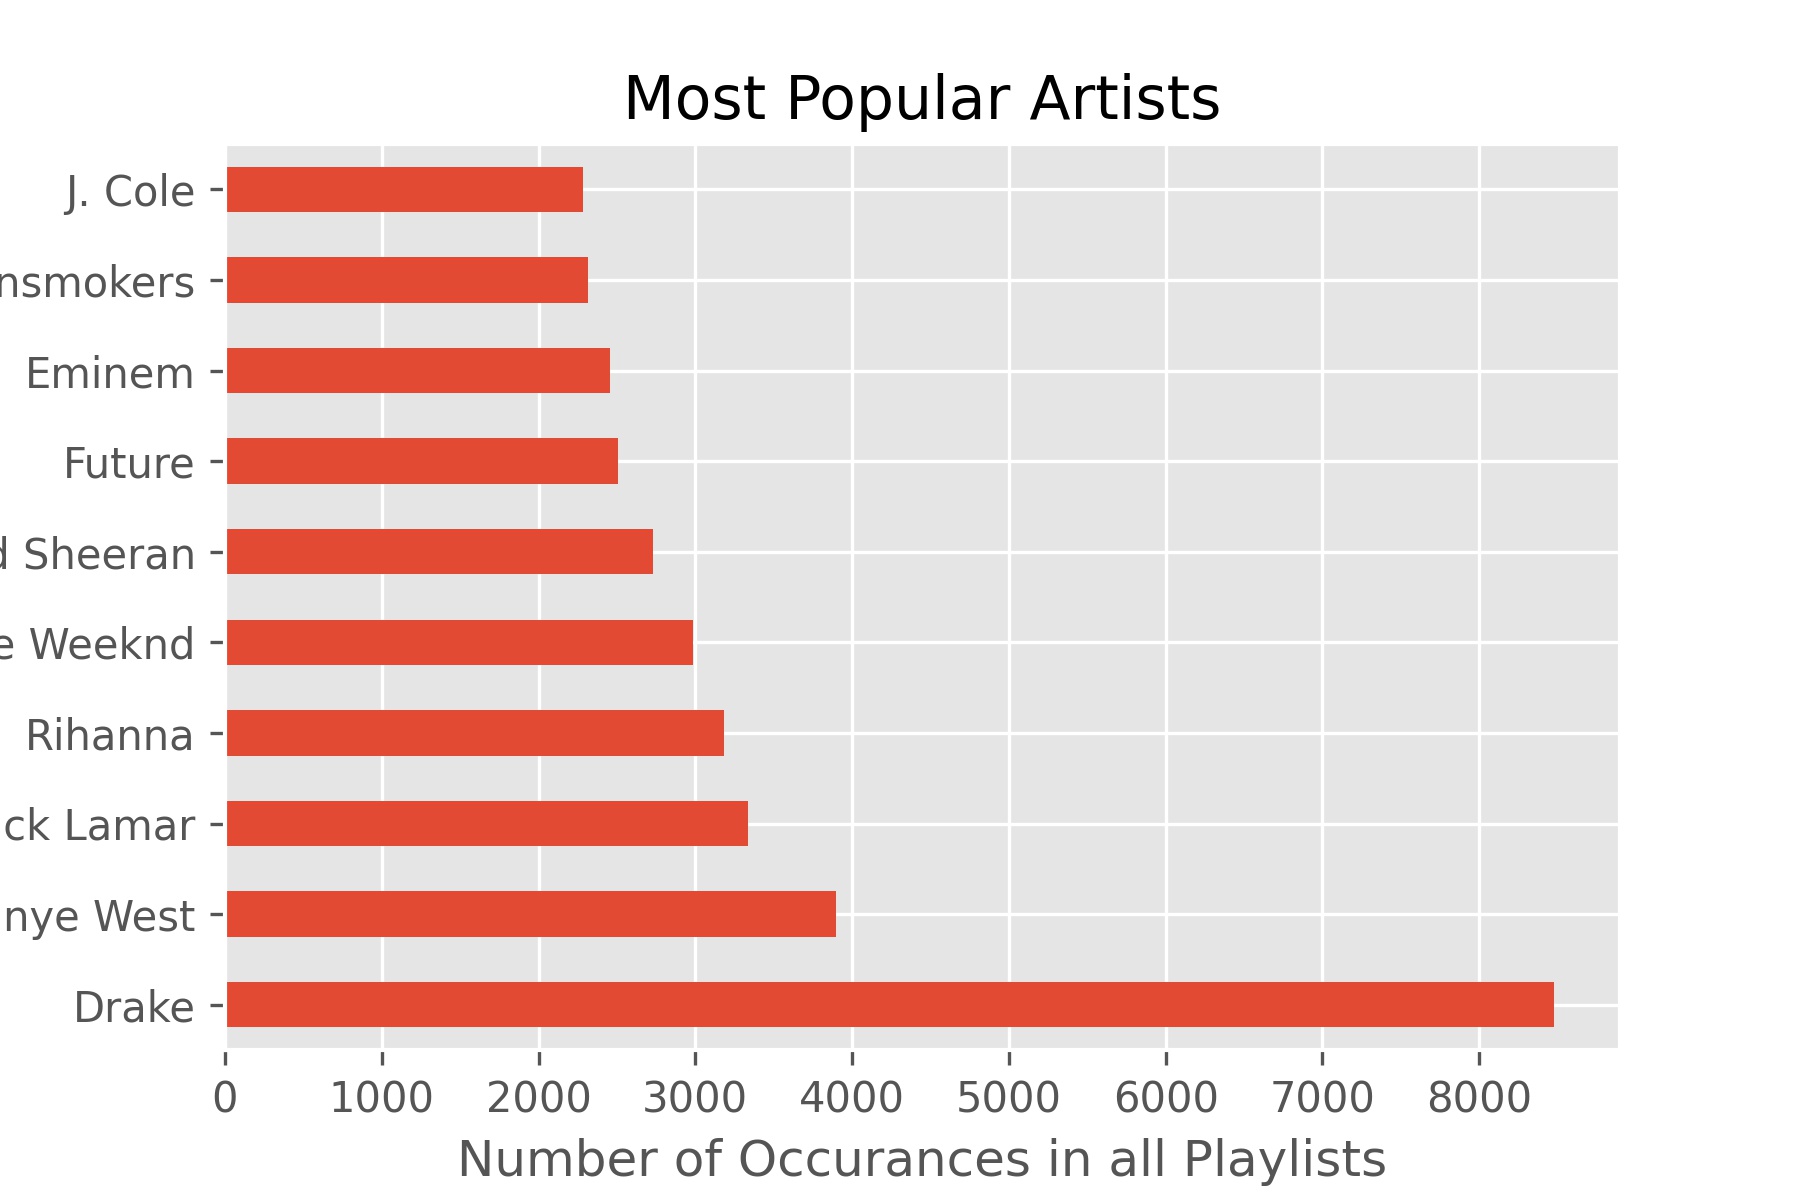 Most Popular Artists
J. Cole
nsmokers
Eminem
Future
d Sheeran
e Weeknd
Rihanna
ck Lamar
nye West
Drake
0 1000 2000 3000 4000 5000 6000 7000 8000
Number of Occurances in all Playlists